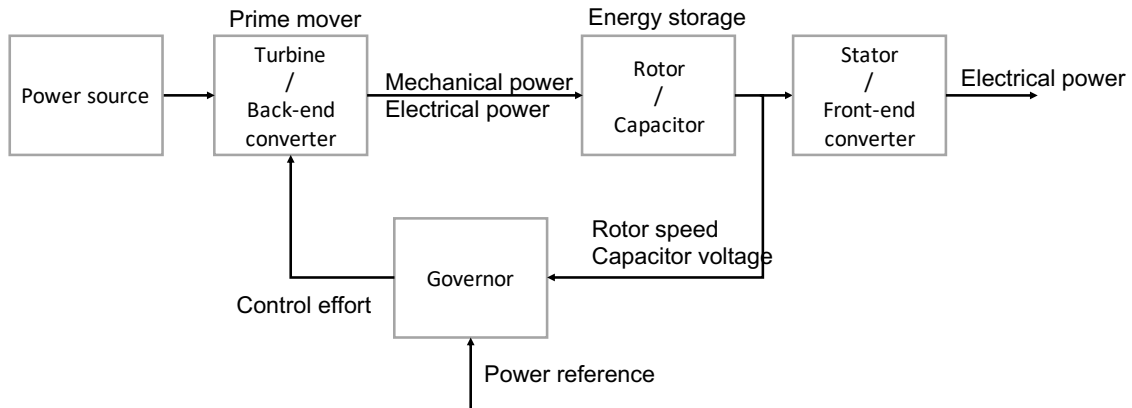 Prime mover
Energy storage
Power source
Turbine
/
Back-end
converter
Mechanical power
Electrical power
Rotor
/
Capacitor
Stator
/
Front-end
converter
Electrical power
Rotor speed
Capacitor voltage
Governor
Control effort
Power reference